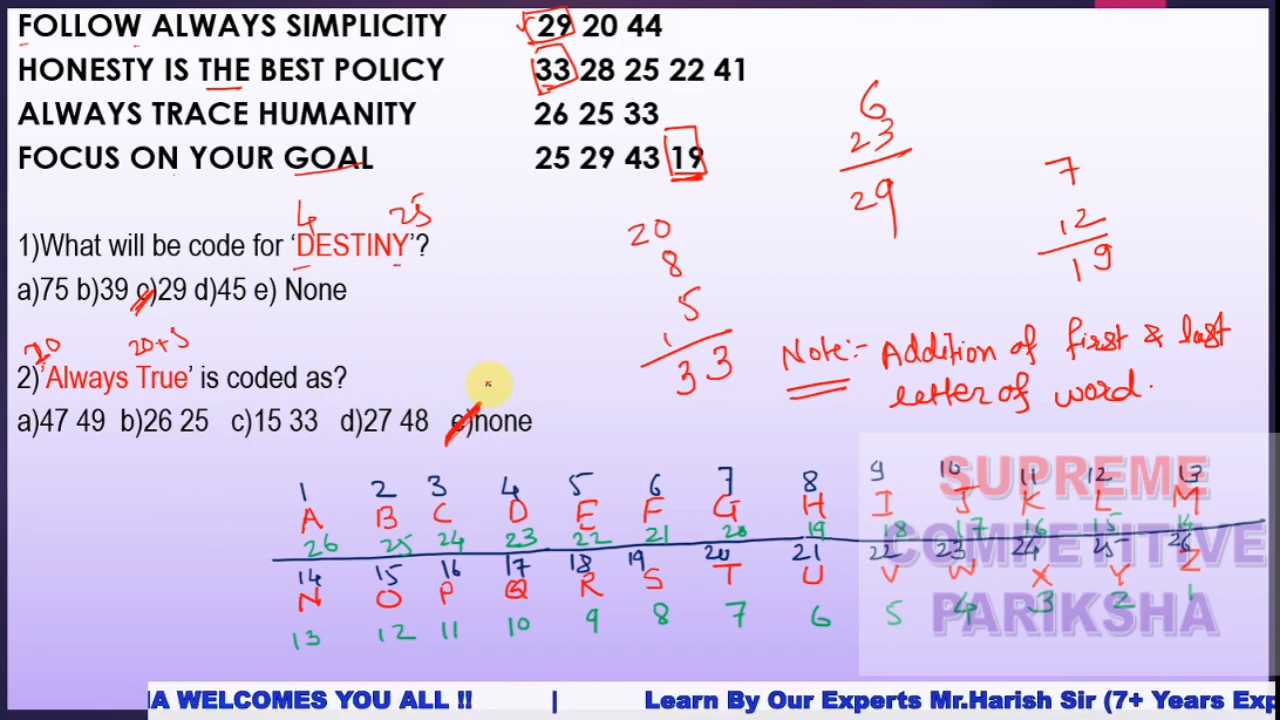 FOLLOW ALWAYS SIMPLICITY 29 20 44
HONESTY IS THE BEST POLICY 33 28 25 22 41
ALWAYS TRACE HUMANITY 26 25 33
FOCUS ON YOUR GOAL 25 29 43 19
6
23
29
7
12
19
20
8
5
33
4 25
1)What will be code for ‘DESTINY’?
a)75 b)39 c)29 d)45 e) None
Note:- Addition of first & last
letter of word.
20 20+5
2)‘Always True’ is coded as?
a)47 49 b)26 25 c)15 33 d)27 48 e)none
1 2 3 4 5 6 7 8 9 10 11 12 13
A B C D E F G H I J K L M
26 25 24 23 22 21 20 19 18 17 16 15 14
14 15 16 17 18 19 20 21 22 23 24 25 26
N O P Q R S T U V W X Y Z
13 12 11 10 9 8 7 6 5 4 3 2 1
SUPREME
COMPETITIVE
PARIKSHA
HA WELCOMES YOU ALL !! | Learn By Our Experts Mr.Harish Sir (7+ Years Exp